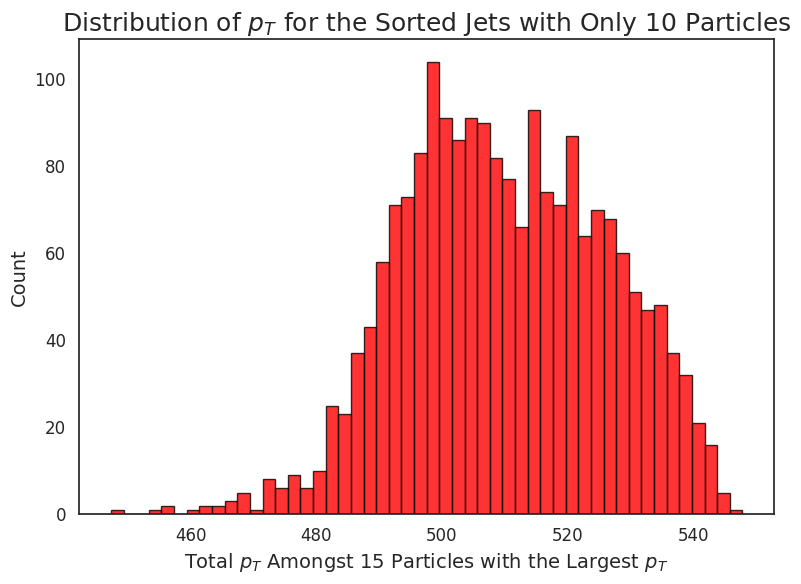 Distribution of p_T for the Sorted Jets with Only 10 Particles
100
80
60
40
20
0
Count
460 480 500 520 540
Total p_T Amongst 15 Particles with the Largest p_T